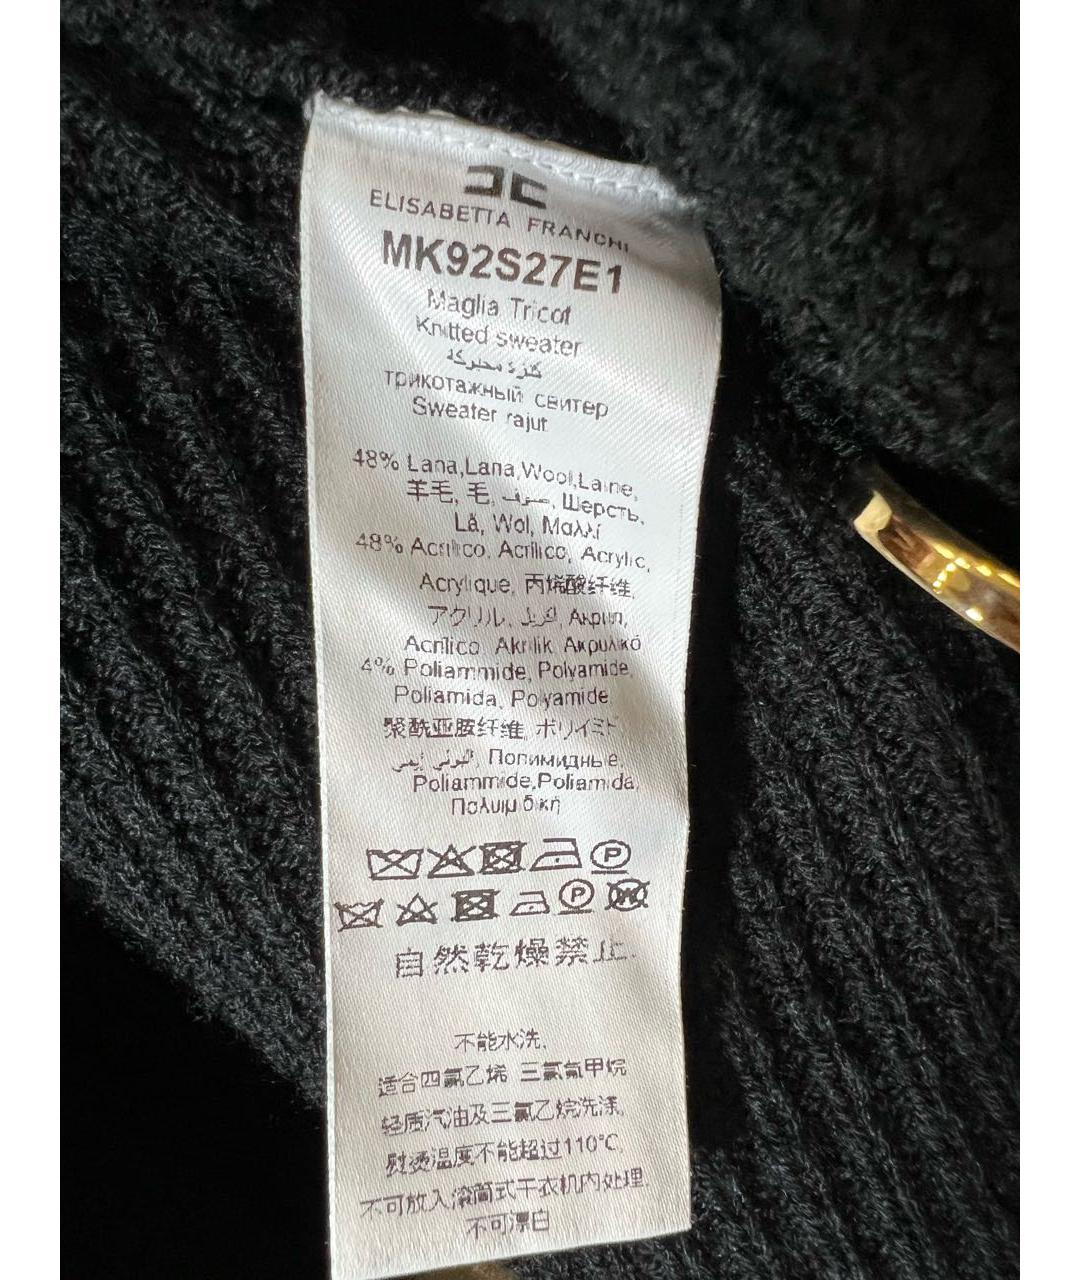 ELISABETTA FRANCHI
MK92S27E1
Maglia Tricot
Knitted sweater
كنزة محبوكة
трикотажный свитер
Sweater rajut
48% Lana,Lana,Wool,Laine,
羊毛, 毛, صوف, Шерсть,
Lã, Wol, Μαλλί
48% Acrilico, Acrílico, Acrylic,
Acrylique, 丙烯酸纤维,
アクリル, Акрил,
Acrílico, Akrilik, Ακρυλικό
4% Poliammide, Polyamide,
Poliamida, Polyamide
聚酰亚胺纤维, ポリイミド
Полимидные,
Poliammide,Poliamida,
Πολυιμιδική
P
P
W
自然乾燥禁止.
不能水洗,
适合四氯乙烯 三氯氟甲烷
轻质汽油及三氯乙烷洗涤,
熨烫温度不能超过110°C,
不可放入滚筒式干衣机内处理,
不可漂白